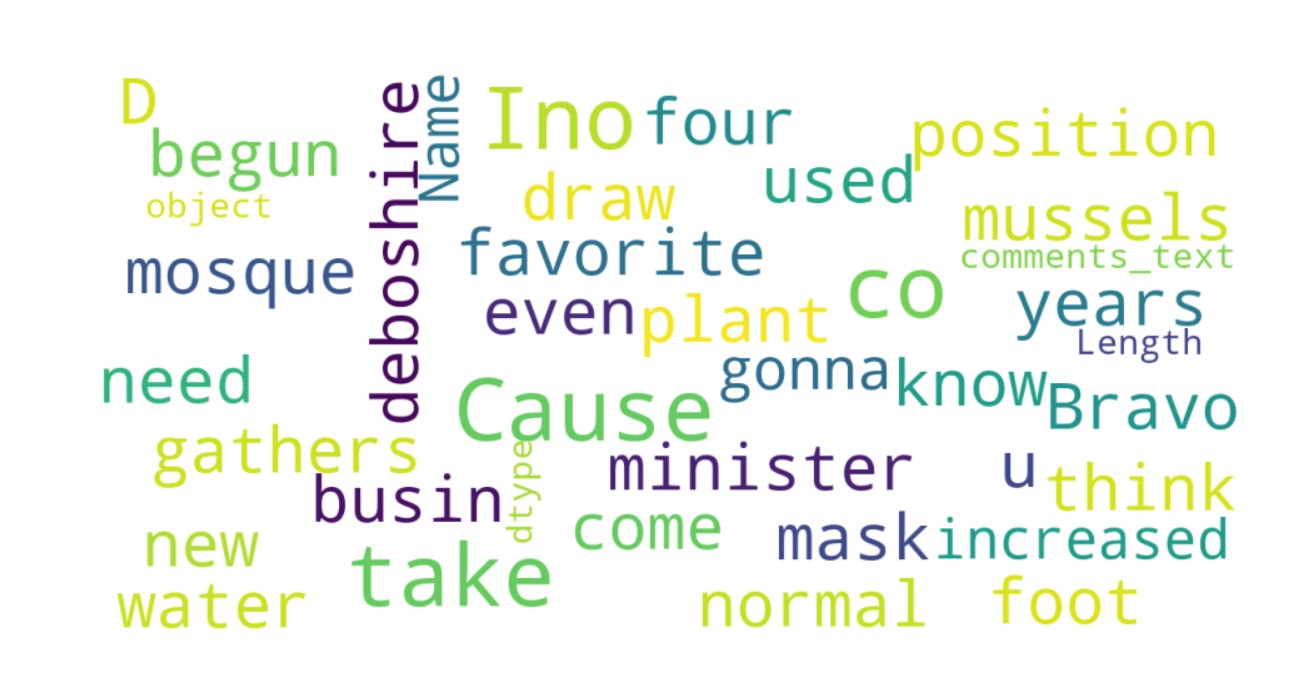 D
begun
object
mosque
debooshire
Name
Ino
four
position
used
draw
mussels
favorite
comments_text
co
years
even
plant
Length
gonna
need
know
Cause
Bravo
gathers
minister
u
think
busin
dtype
come
mask
increased
new
take
water
normal
foot